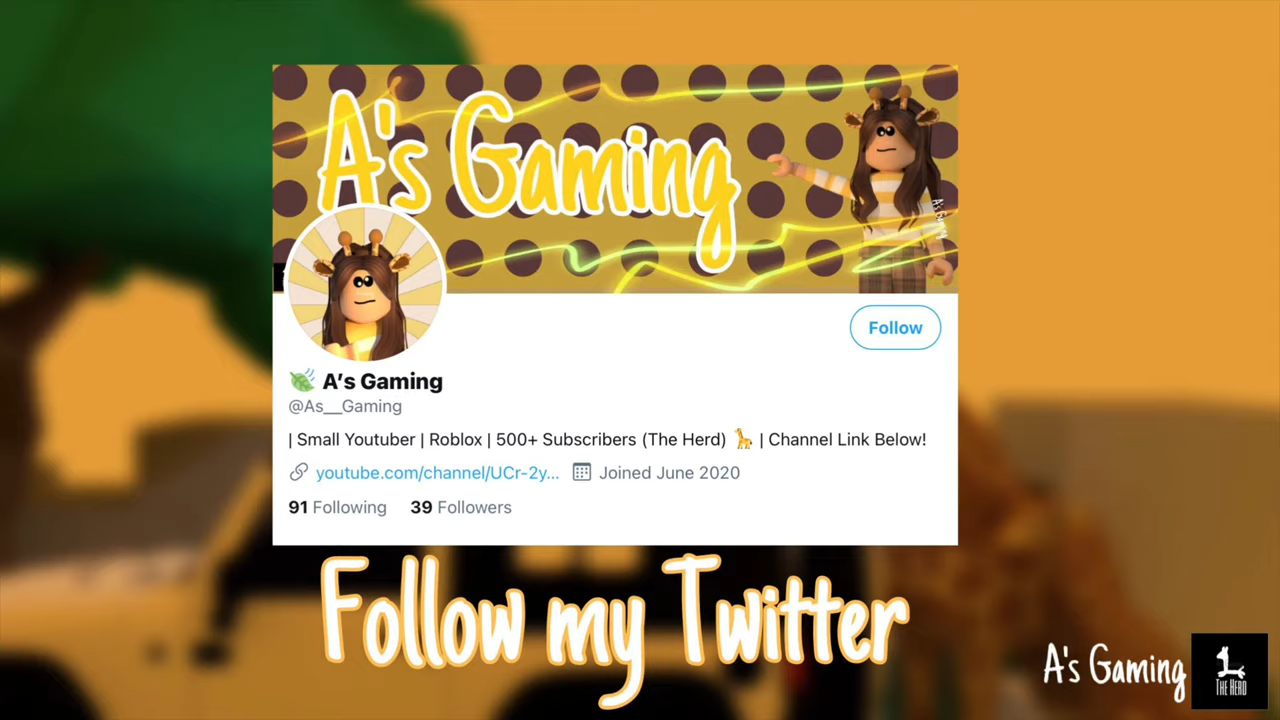 A's Gaming
A's Gaming
🍃 A’s Gaming
Follow
@As__Gaming
| Small Youtuber | Roblox | 500+ Subscribers (The Herd) 🦒 | Channel Link Below!
youtube.com/channel/UCr-2y... Joined June 2020
91 Following 39 Followers
Follow my Twitter
A's Gaming
THE HERD